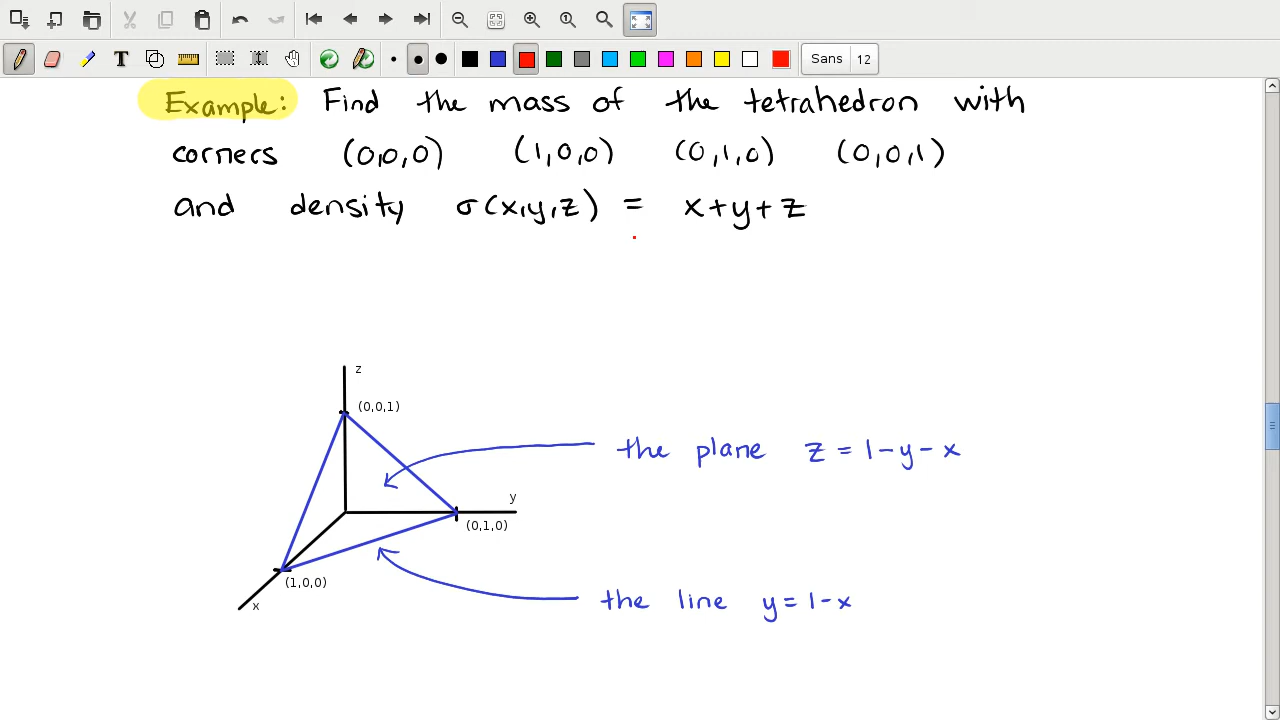 T
Sans 12
Example: Find the mass of the tetrahedron with
corners (0,0,0) (1,0,0) (0,1,0) (0,0,1)
and density σ(x,y,z) = x+y+z
z
(0,0,1)
the plane z = 1-y-x
y
(0,1,0)
(1,0,0)
x
the line y = 1-x